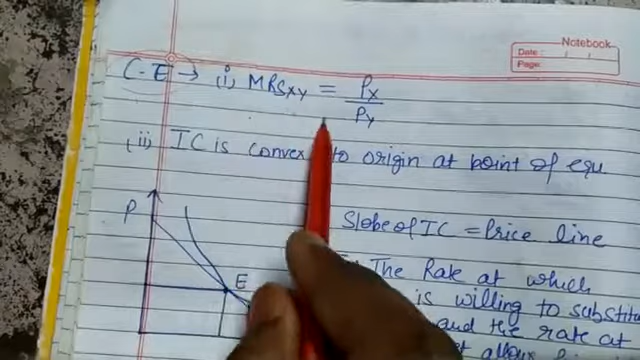 Notebook
Date :
Page:
C.E → (i) MRSxy = Px/Py
(ii) IC is convex to origin at point of equ
P
Slope of IC = Price line
E
The Rate at which
is willing to substitu
and the rate at